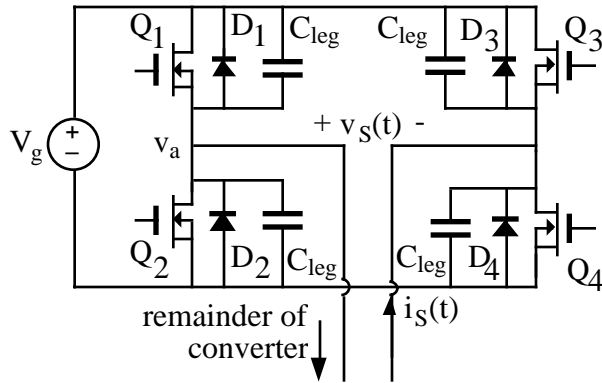 Q1 D1 Cleg Cleg D3 Q3
+ vS(t) -
Vg + − va
Q2 D2 Cleg Cleg D4 Q4
remainder of iS(t)
converter